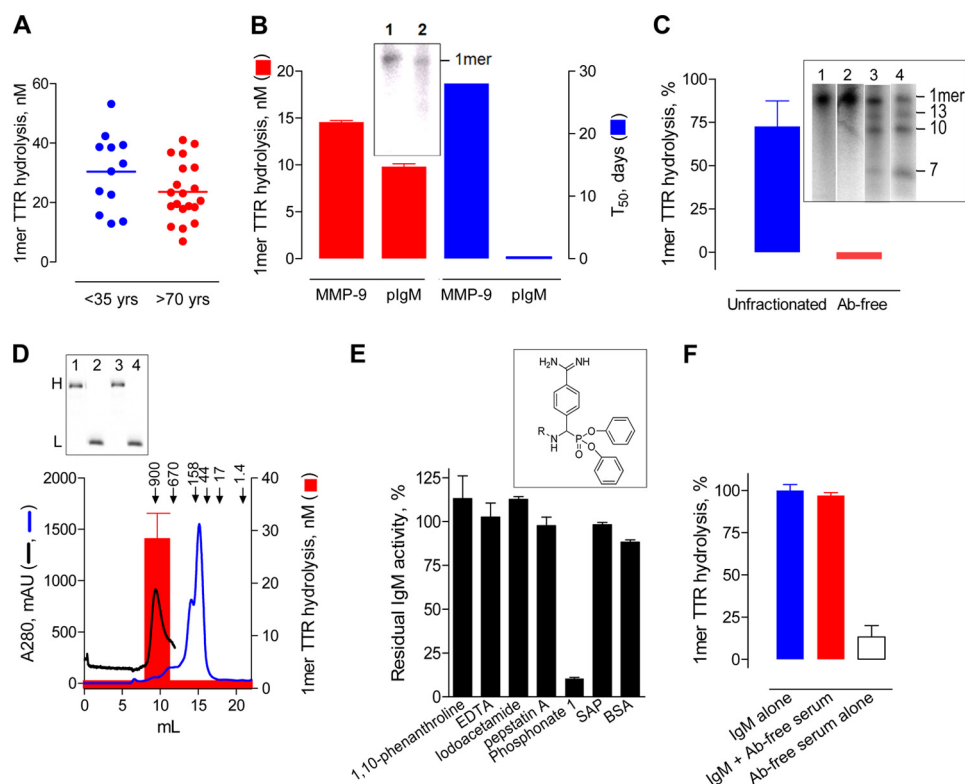 A
1mer TTR hydrolysis, nM
60
40
20
0
<35 yrs
>70 yrs
B
1mer TTR hydrolysis, nM ( )
20
15
10
5
0
1 2
1mer
30
20
10
0
T50, days ( )
MMP-9
pIgM
MMP-9
pIgM
C
1mer TTR hydrolysis, %
100
75
50
25
0
1 2 3 4
1mer
13
10
7
Unfractionated
Ab-free
D
1 2 3 4
H
L
A280, mAU ( , )
2000
1500
1000
500
0
900
670
158
44
17
1.4
40
30
20
10
0
1mer TTR hydrolysis, nM ( )
0 5 10 15 20
mL
E
H2N
NH
R
N
H
P
O
O
O
Residual IgM activity, %
125
100
75
50
25
0
1,10-phenanthroline
EDTA
Iodoacetamide
pepstatin A
Phosphonate 1
SAP
BSA
F
1mer TTR hydrolysis, %
100
75
50
25
0
IgM alone
IgM + Ab-free serum
Ab-free serum alone